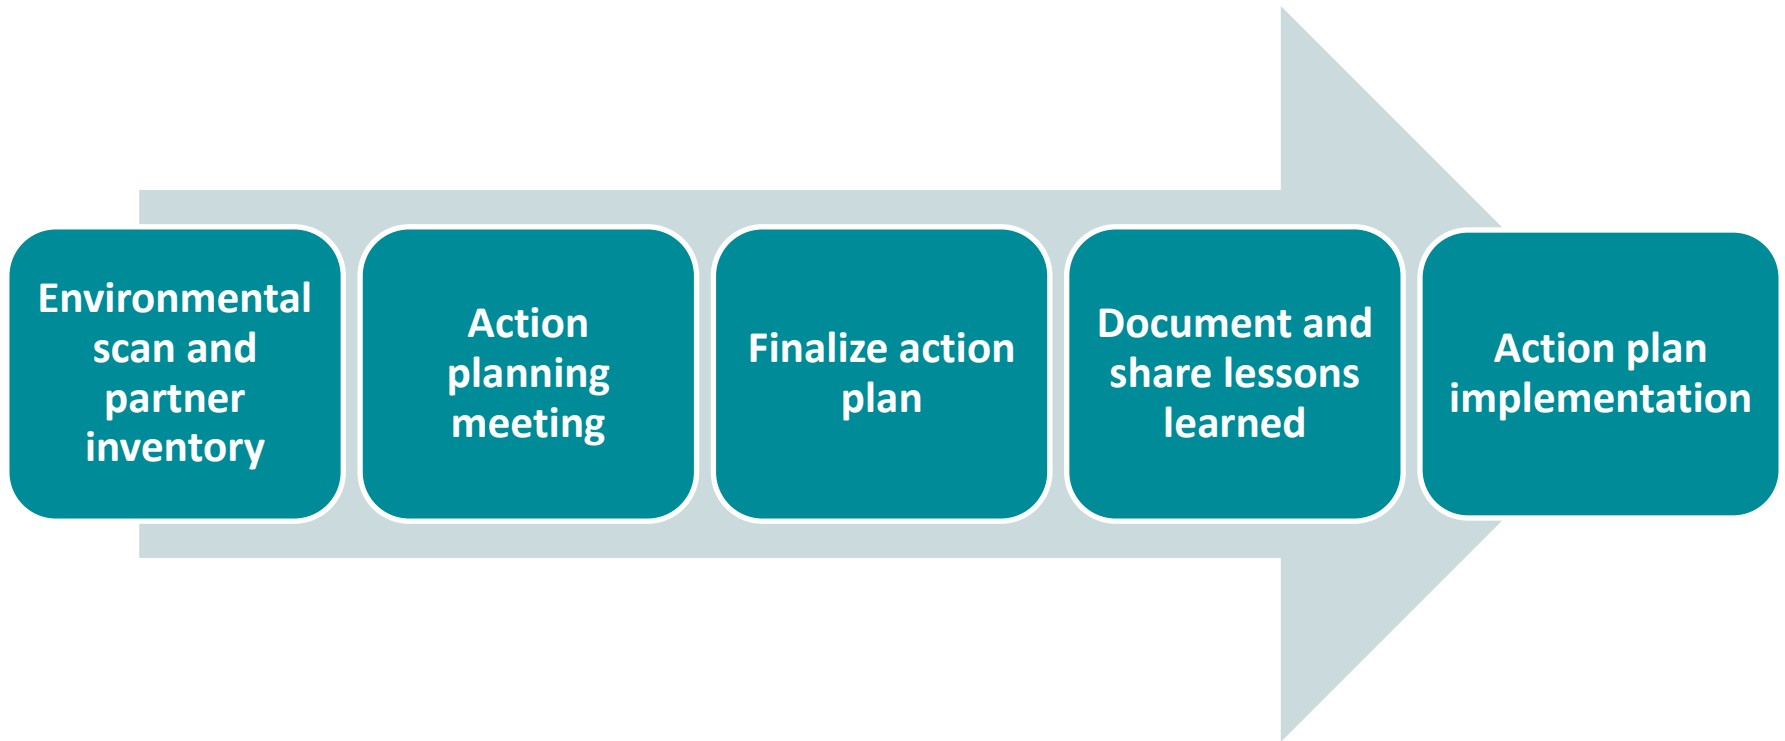 Environmental
scan and
partner
inventory
Action
planning
meeting
Finalize action
plan
Document and
share lessons
learned
Action plan
implementation